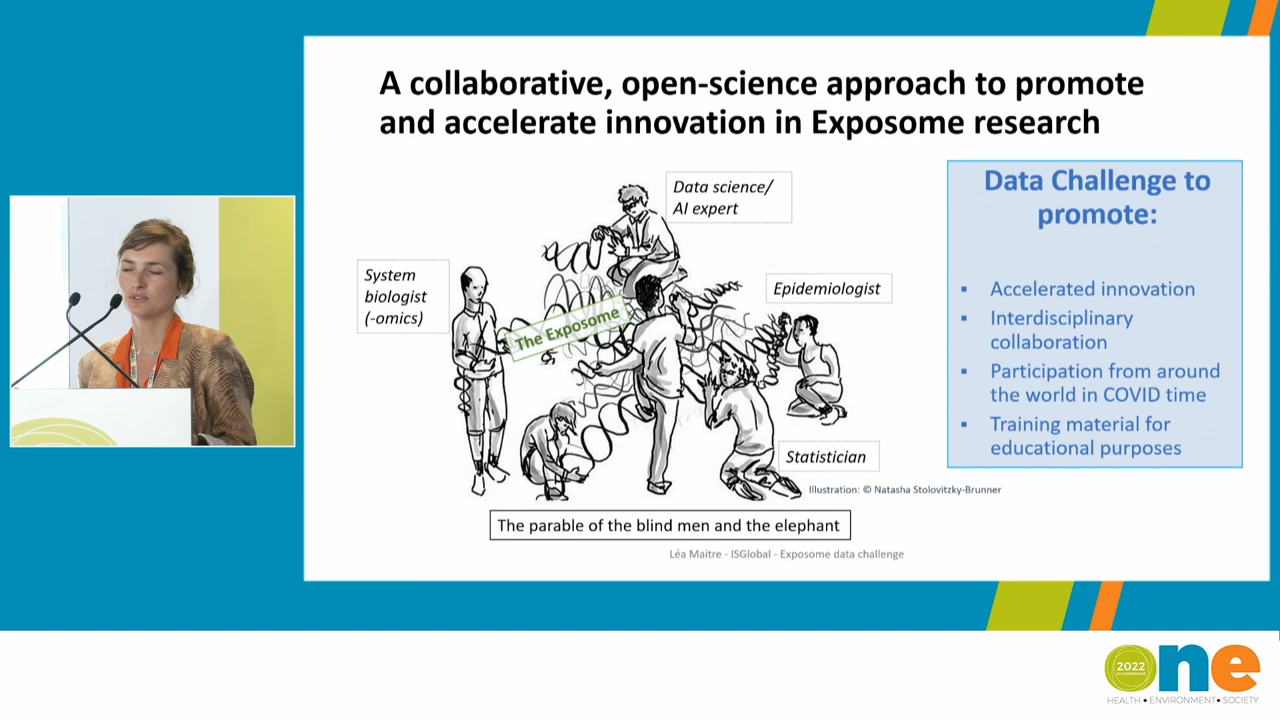 A collaborative, open-science approach to promote
and accelerate innovation in Exposome research
Data science/
AI expert
System
biologist
(-omics)
The Exposome
Epidemiologist
Statistician
Illustration: © Natasha Stolovitzky-Brunner
The parable of the blind men and the elephant
Léa Maitre - ISGlobal - Exposome data challenge
Data Challenge to
promote:
▪ Accelerated innovation
▪ Interdisciplinary
collaboration
▪ Participation from around
the world in COVID time
▪ Training material for
educational purposes
2022
one
HEALTH • ENVIRONMENT • SOCIETY